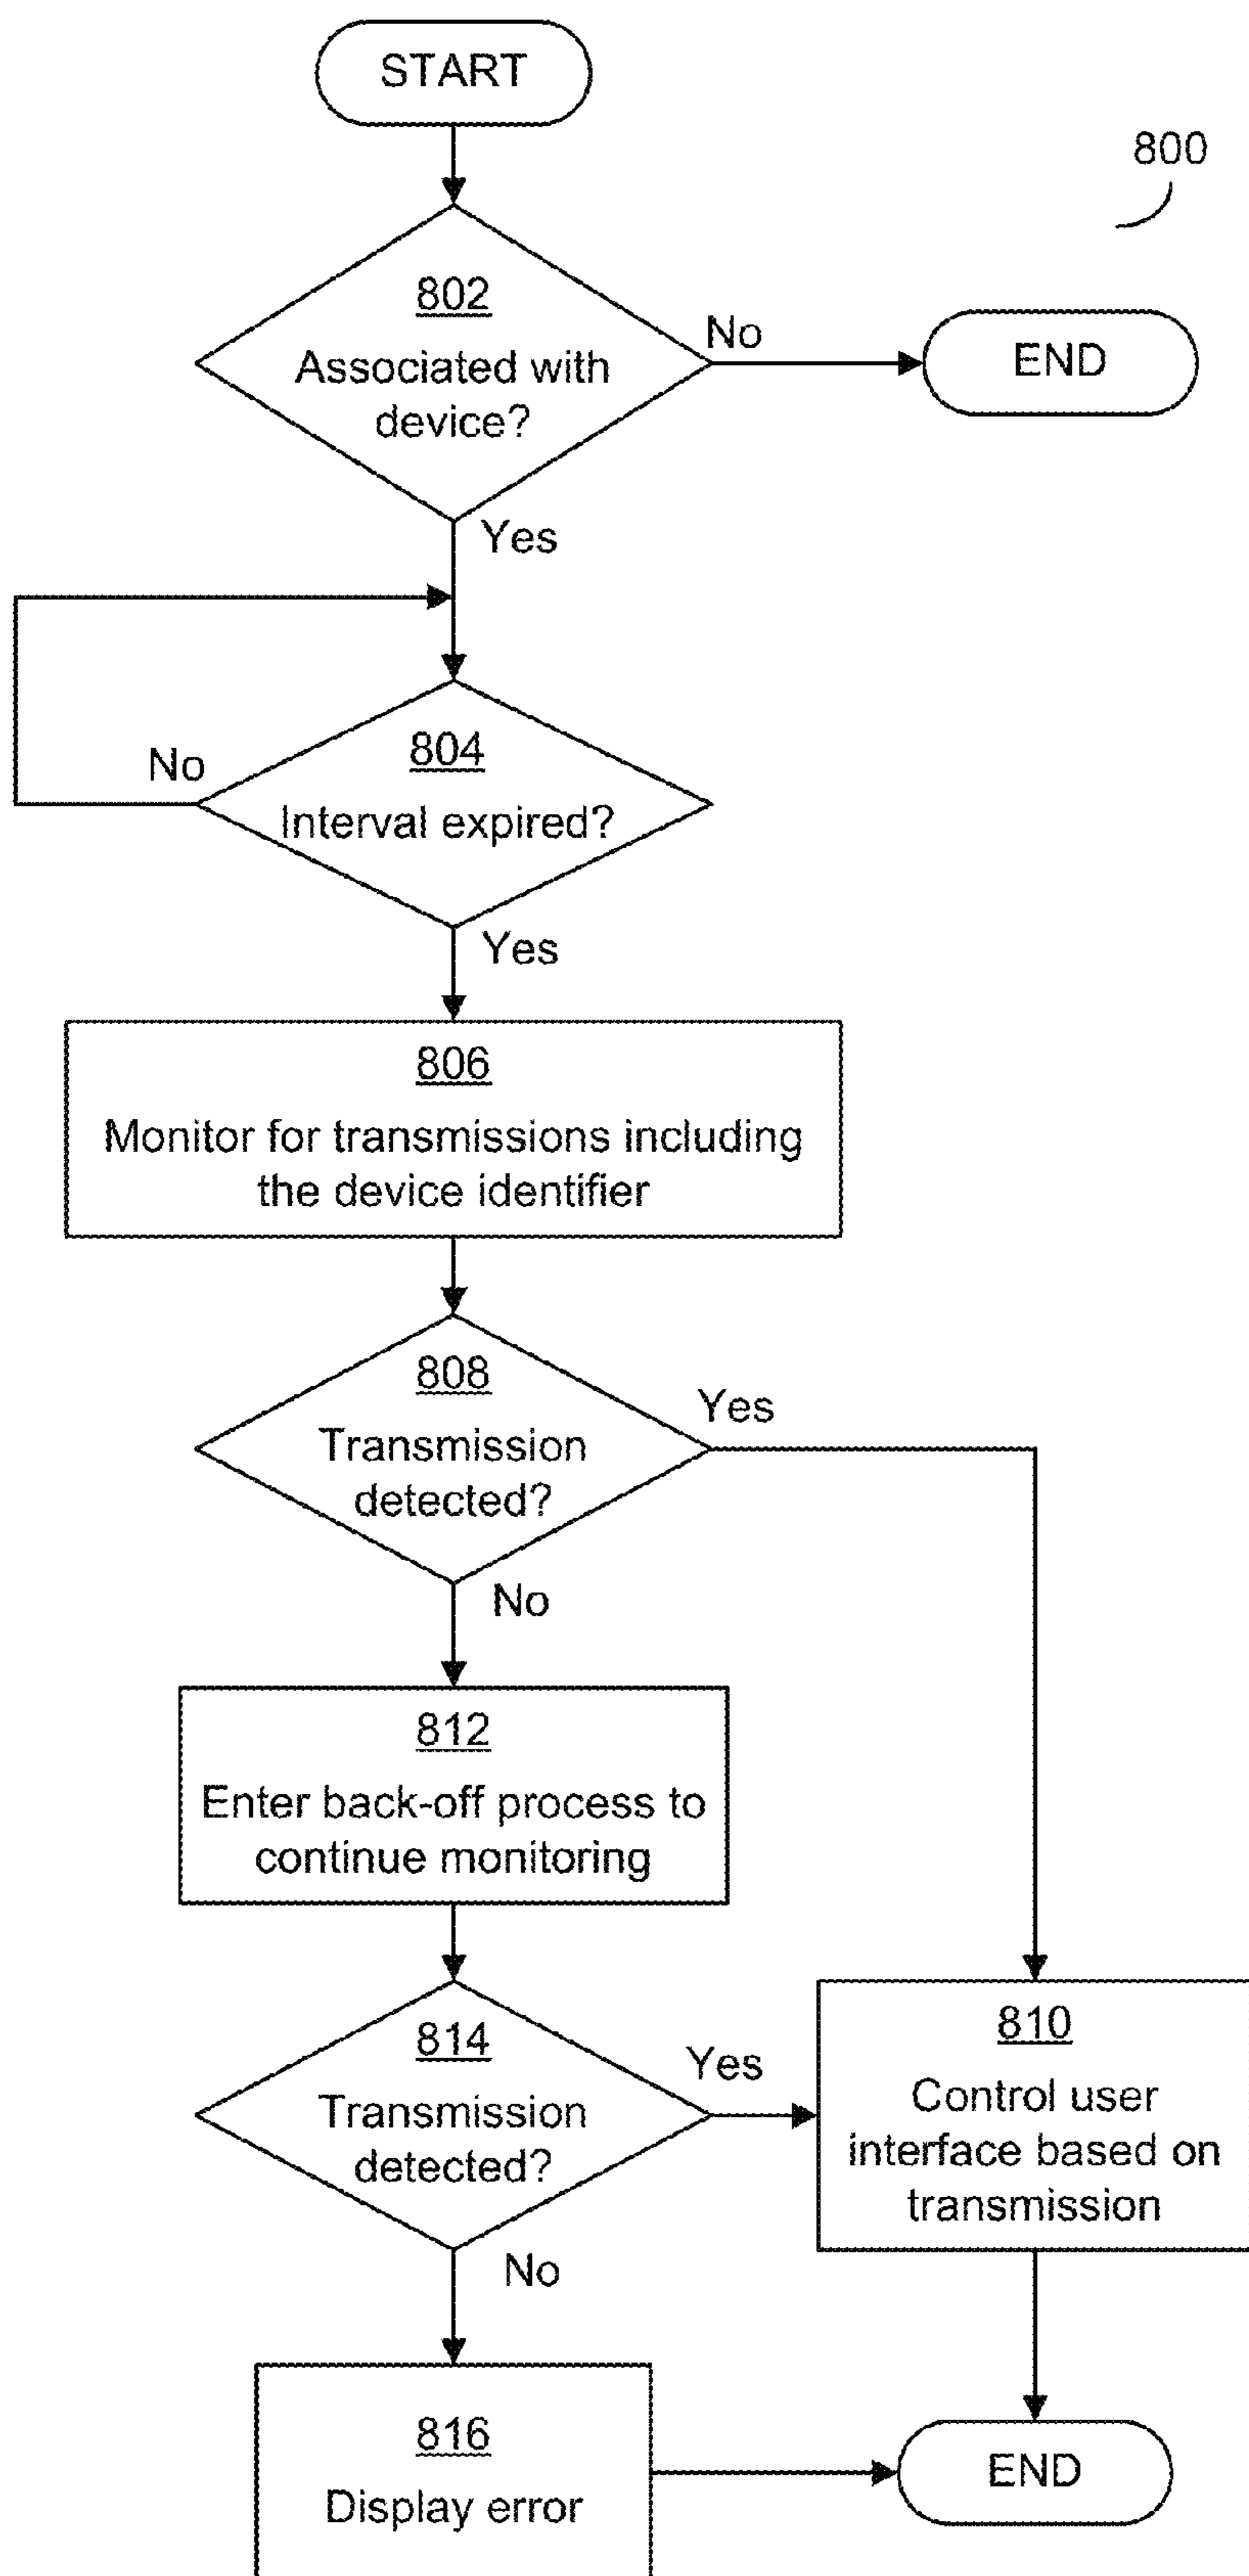 START
800
802
Associated with
device?
No
END
Yes
804
Interval expired?
No
Yes
806
Monitor for transmissions including
the device identifier
808
Transmission
detected?
Yes
No
812
Enter back-off process to
continue monitoring
814
Transmission
detected?
Yes
810
Control user
interface based on
transmission
No
816
Display error
END